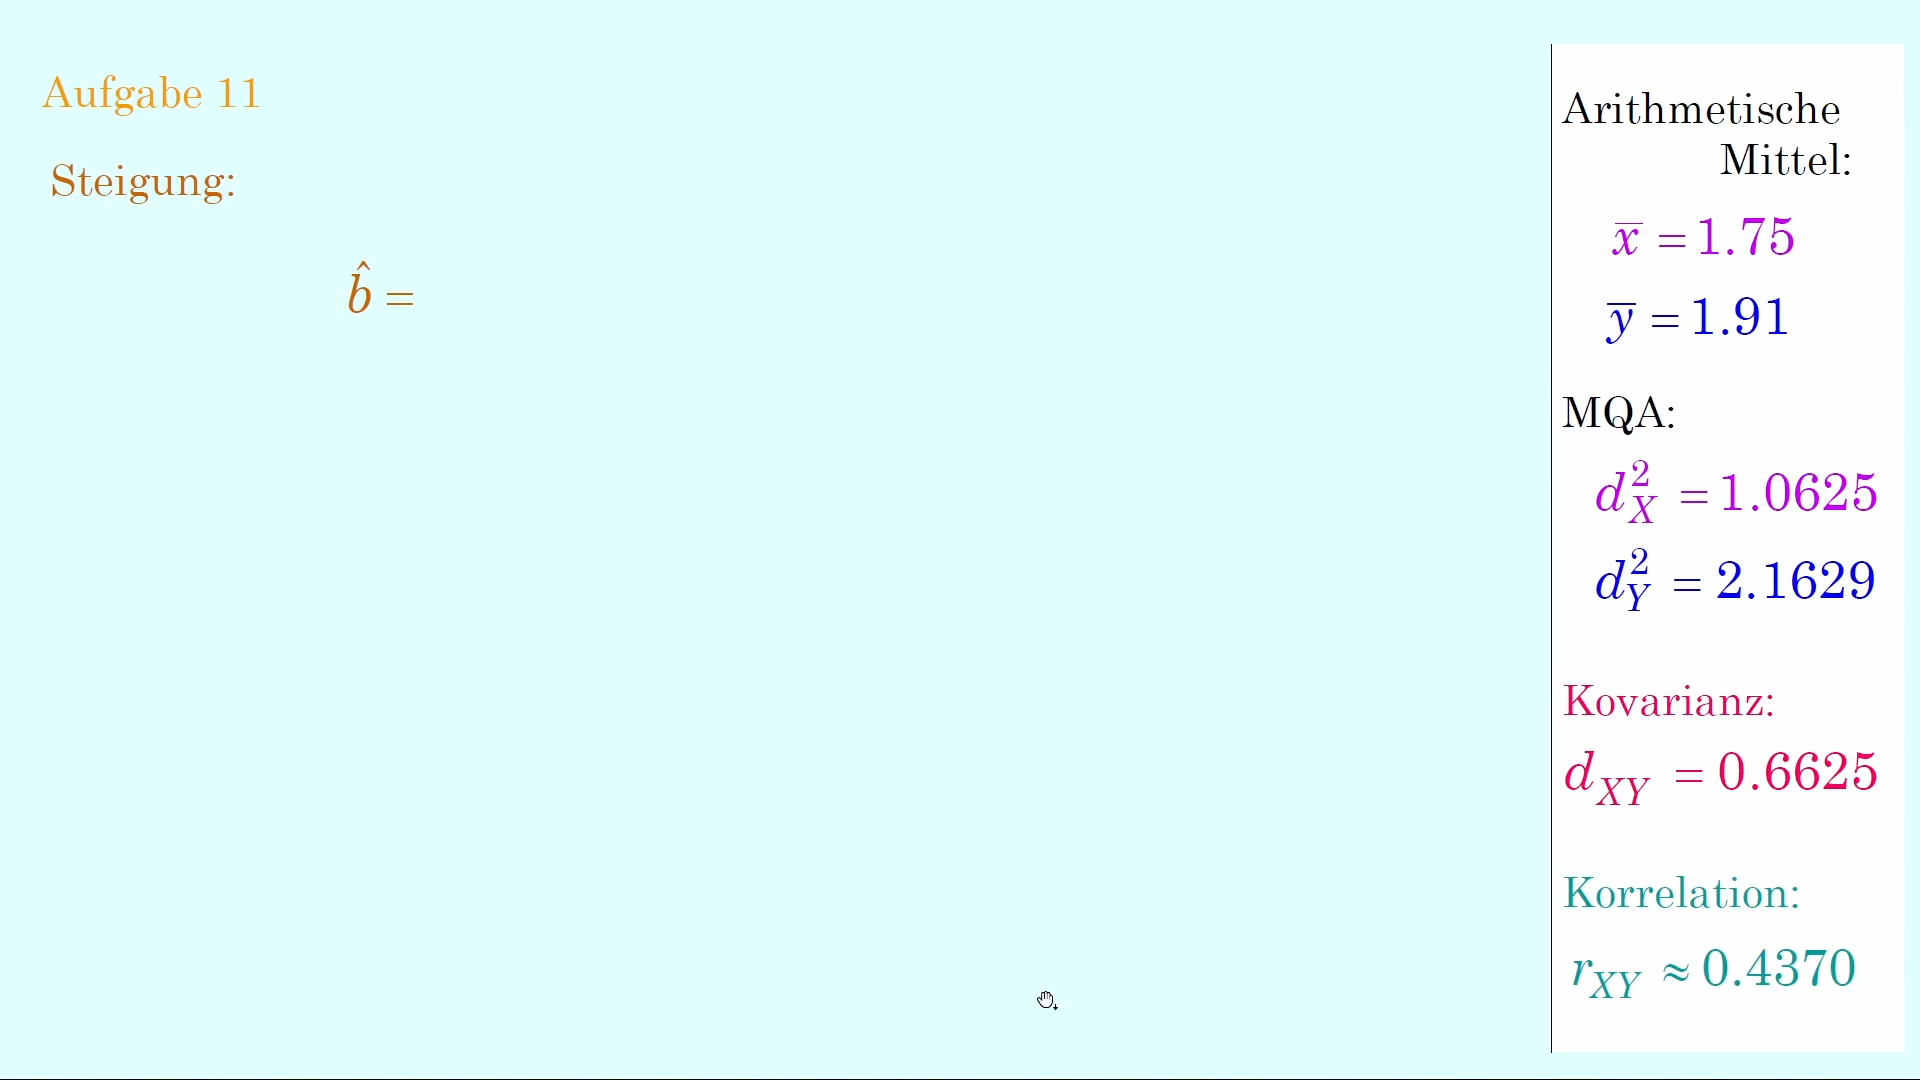 Aufgabe 11
Steigung:
b̂ =
Arithmetische
Mittel:
x̅ = 1.75
y̅ = 1.91
MQA:
d²_X = 1.0625
d²_Y = 2.1629
Kovarianz:
d_XY = 0.6625
Korrelation:
r_XY ≈ 0.4370